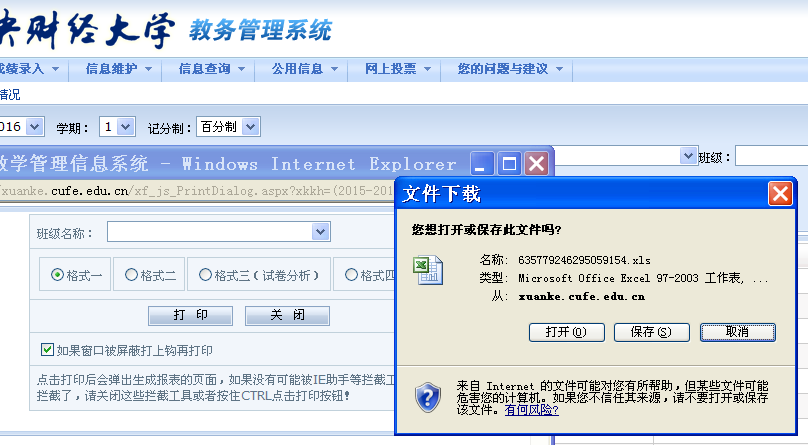 央财经大学 教务管理系统
成绩录入 信息维护 信息查询 公用信息 网上投票 您的问题与建议
情况
2016 学期： 1 记分制： 百分制
班级：
教学管理信息系统 - Windows Internet Explorer
xuanke.cufe.edu.cn/xf_js_PrintDialog.aspx?xkkh=(2015-201
班级名称：
格式一 格式二 格式三（试卷分析） 格式四
打 印 关 闭
如果窗口被屏蔽打上钩再打印
点击打印后会弹出生成报表的页面，如果没有可能被IE助手等拦截工
拦截了，请关闭这些拦截工具或者按住CTRL点击打印按钮！
文件下载
您想打开或保存此文件吗?
名称: 635779246295059154.xls
类型: Microsoft Office Excel 97-2003 工作表, ...
从: xuanke.cufe.edu.cn
打开(O) 保存(S) 取消
来自 Internet 的文件可能对您有所帮助，但某些文件可能
危害您的计算机。如果您不信任其来源，请不要打开或保存
该文件。有何风险?